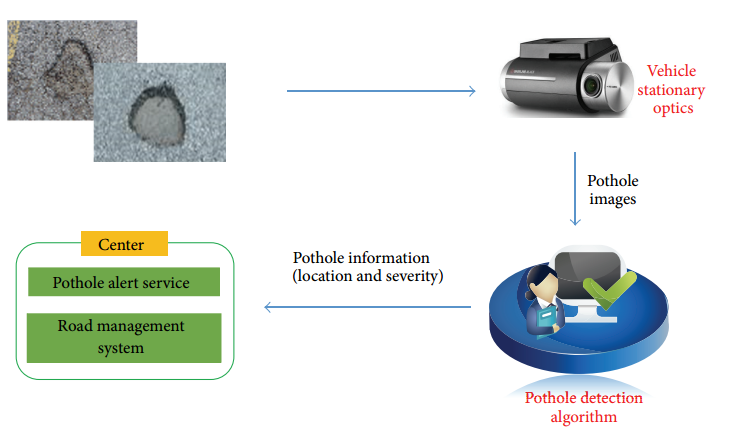 Vehicle
stationary
optics
Pothole
images
Center
Pothole alert service
Road management
system
Pothole information
(location and severity)
Pothole detection
algorithm